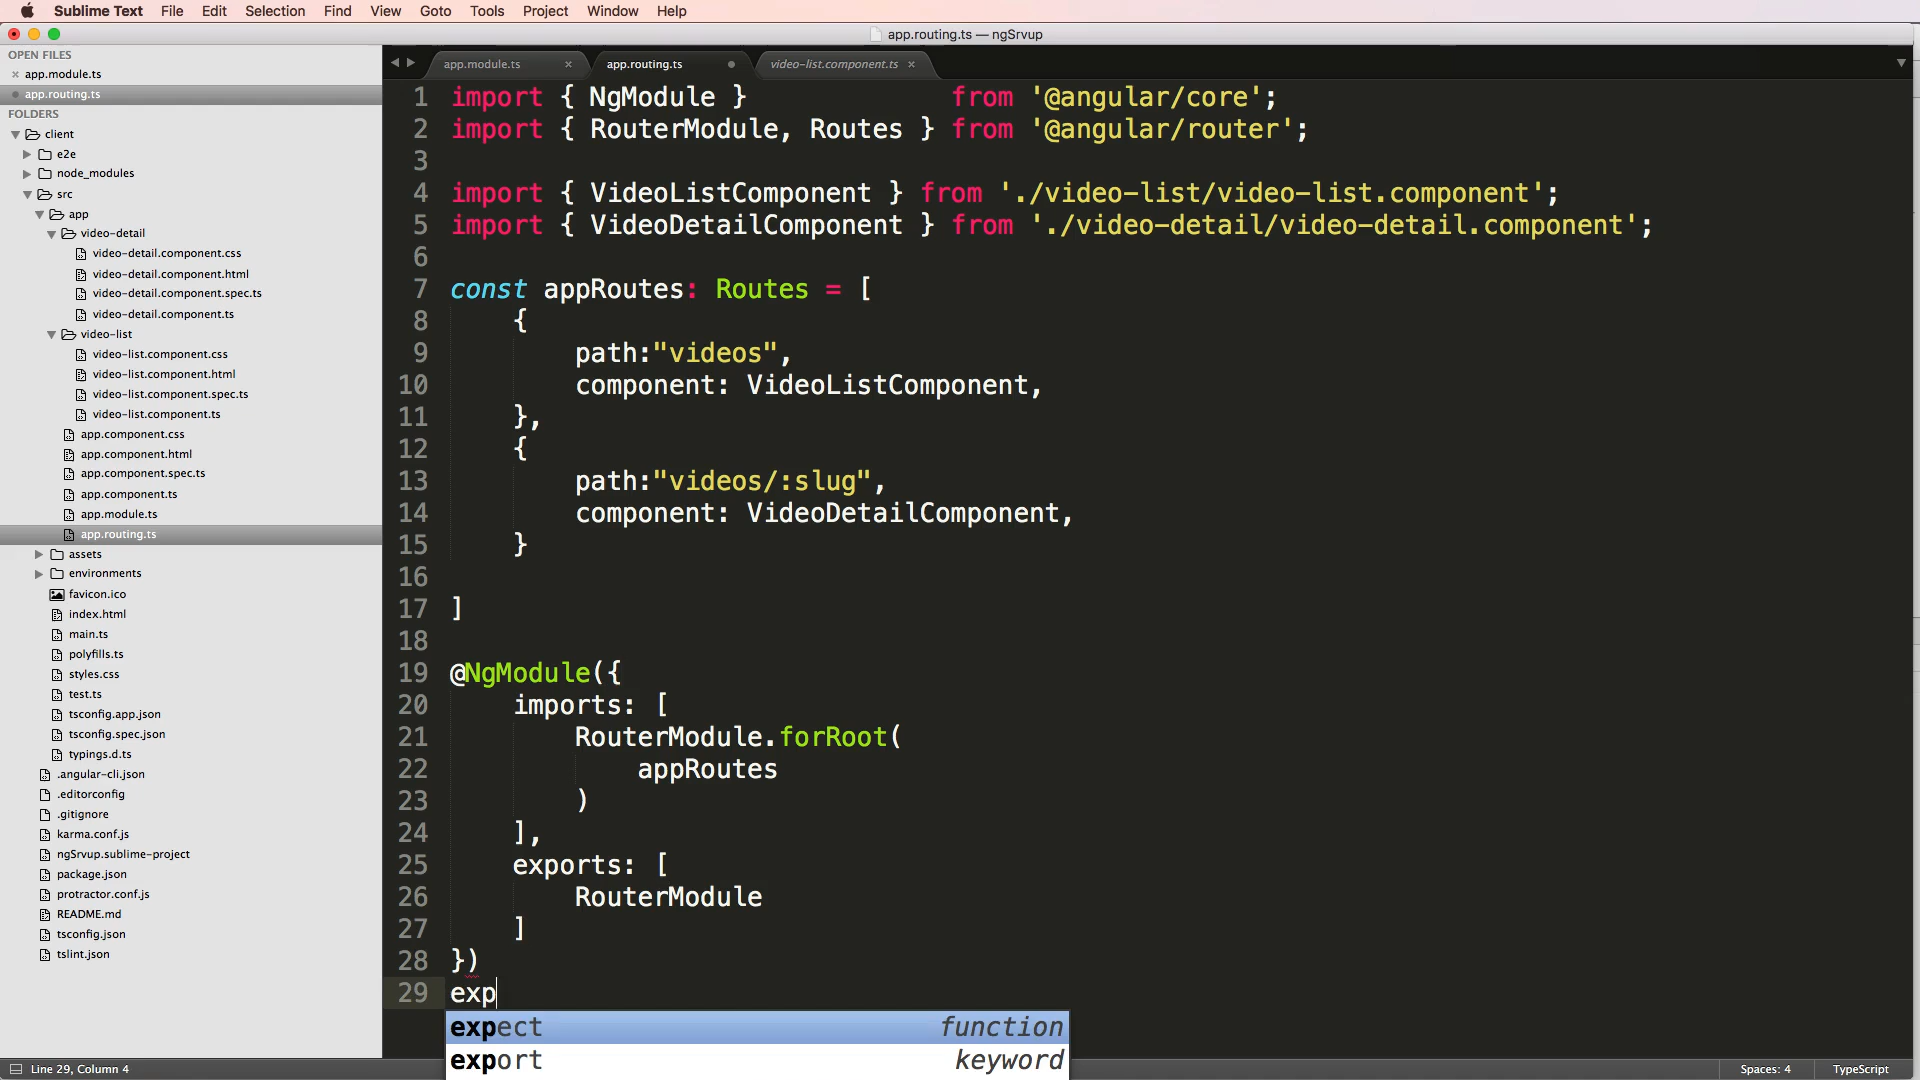 Sublime Text File Edit Selection Find View Goto Tools Project Window Help
app.routing.ts — ngSrvup
OPEN FILES
app.module.ts
app.routing.ts
FOLDERS
client
e2e
node_modules
src
app
video-detail
video-detail.component.css
video-detail.component.html
video-detail.component.spec.ts
video-detail.component.ts
video-list
video-list.component.css
video-list.component.html
video-list.component.spec.ts
video-list.component.ts
app.component.css
app.component.html
app.component.spec.ts
app.component.ts
app.module.ts
app.routing.ts
assets
environments
favicon.ico
index.html
main.ts
polyfills.ts
styles.css
test.ts
tsconfig.app.json
tsconfig.spec.json
typings.d.ts
.angular-cli.json
.editorconfig
.gitignore
karma.conf.js
ngSrvup.sublime-project
package.json
protractor.conf.js
README.md
tsconfig.json
tslint.json
app.module.ts app.routing.ts video-list.component.ts
1 import { NgModule } from '@angular/core';
2 import { RouterModule, Routes } from '@angular/router';
3
4 import { VideoListComponent } from './video-list/video-list.component';
5 import { VideoDetailComponent } from './video-detail/video-detail.component';
6
7 const appRoutes: Routes = [
8 {
9 path:"videos",
10 component: VideoListComponent,
11 },
12 {
13 path:"videos/:slug",
14 component: VideoDetailComponent,
15 }
16
17 ]
18
19 @NgModule({
20 imports: [
21 RouterModule.forRoot(
22 appRoutes
23 )
24 ],
25 exports: [
26 RouterModule
27 ]
28 })
29 exp
expect function
export keyword
Line 29, Column 4 Spaces: 4 TypeScript